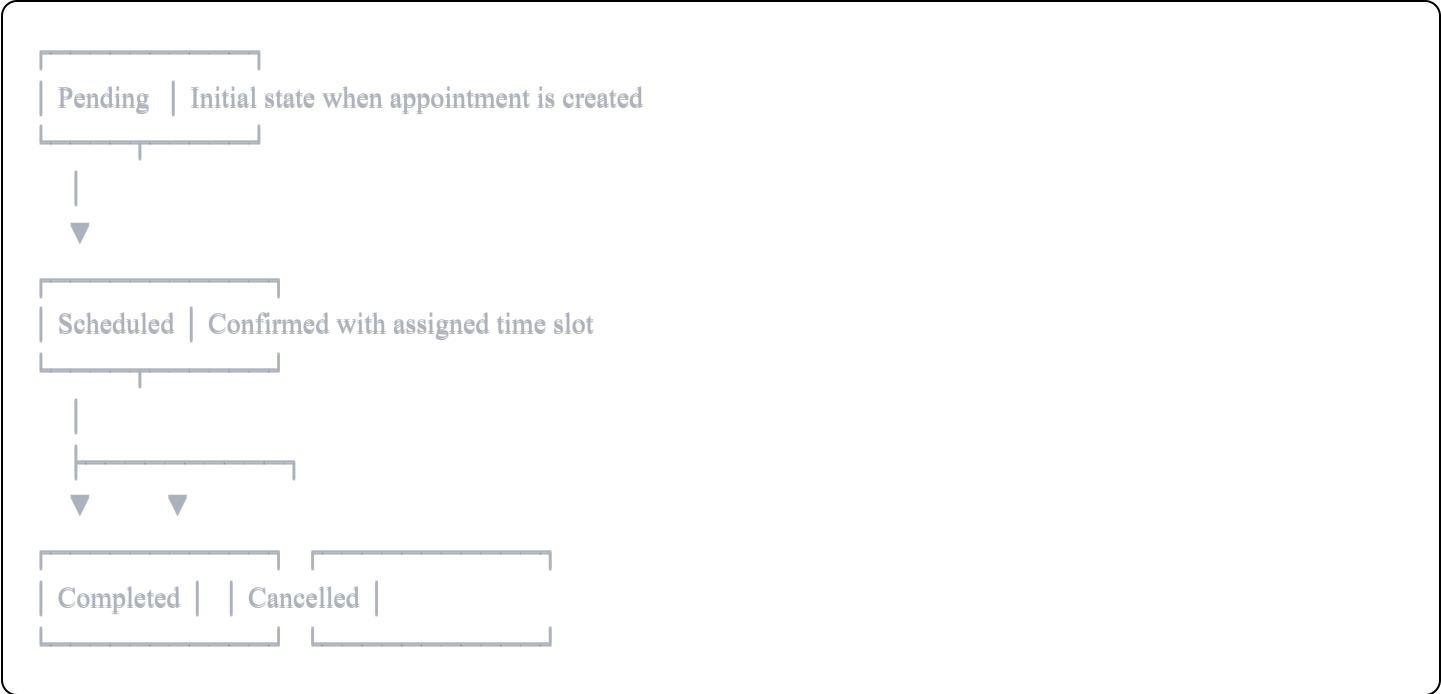 Pending │ Initial state when appointment is created
Scheduled │ Confirmed with assigned time slot
Completed │ │ Cancelled │